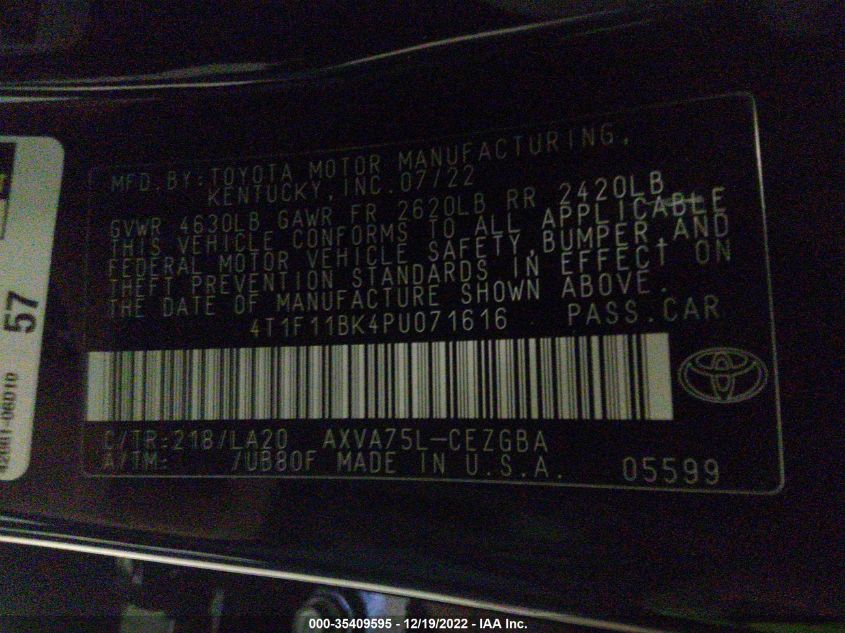 MFD.BY:TOYOTA MOTOR MANUFACTURING,
KENTUCKY,INC.07/22
GVWR 4630LB GAWR FR 2620LB RR 2420LB
THIS VEHICLE CONFORMS TO ALL APPLICABLE
FEDERAL MOTOR VEHICLE SAFETY,BUMPER,AND
THEFT PREVENTION STANDARDS IN EFFECT ON
THE DATE OF MANUFACTURE SHOWN ABOVE.
4T1F11BK4PU071616 PASS.CAR
C/TR:218/LA20 AXVA75L-CEZGBA
A/TM: /UB80F MADE IN U.S.A. 05599
57
000-35409595 - 12/19/2022 - IAA Inc.